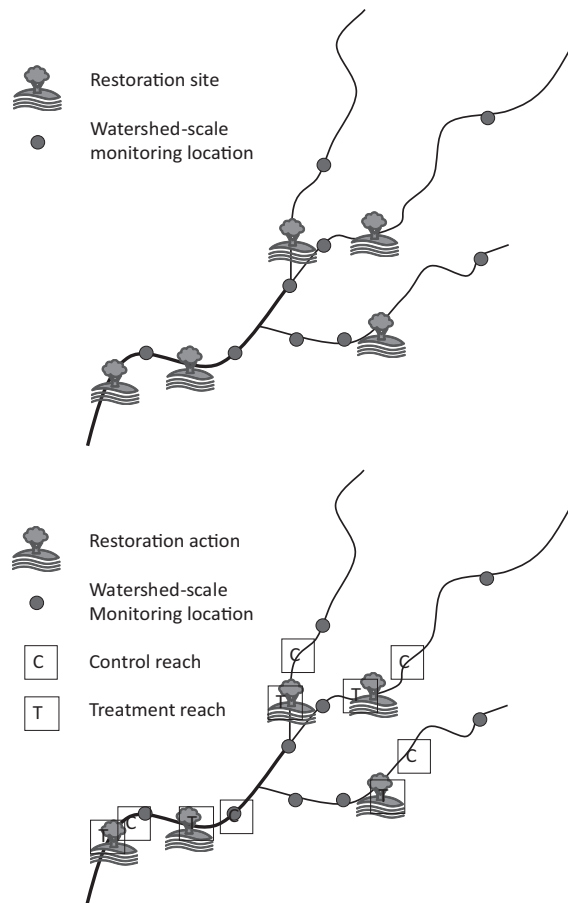 Restoration site
Watershed-scale
monitoring location
Restoration action
Watershed-scale
Monitoring location
C
Control reach
T
Treatment reach
C
C
T
T
C
T
C
T
C
T